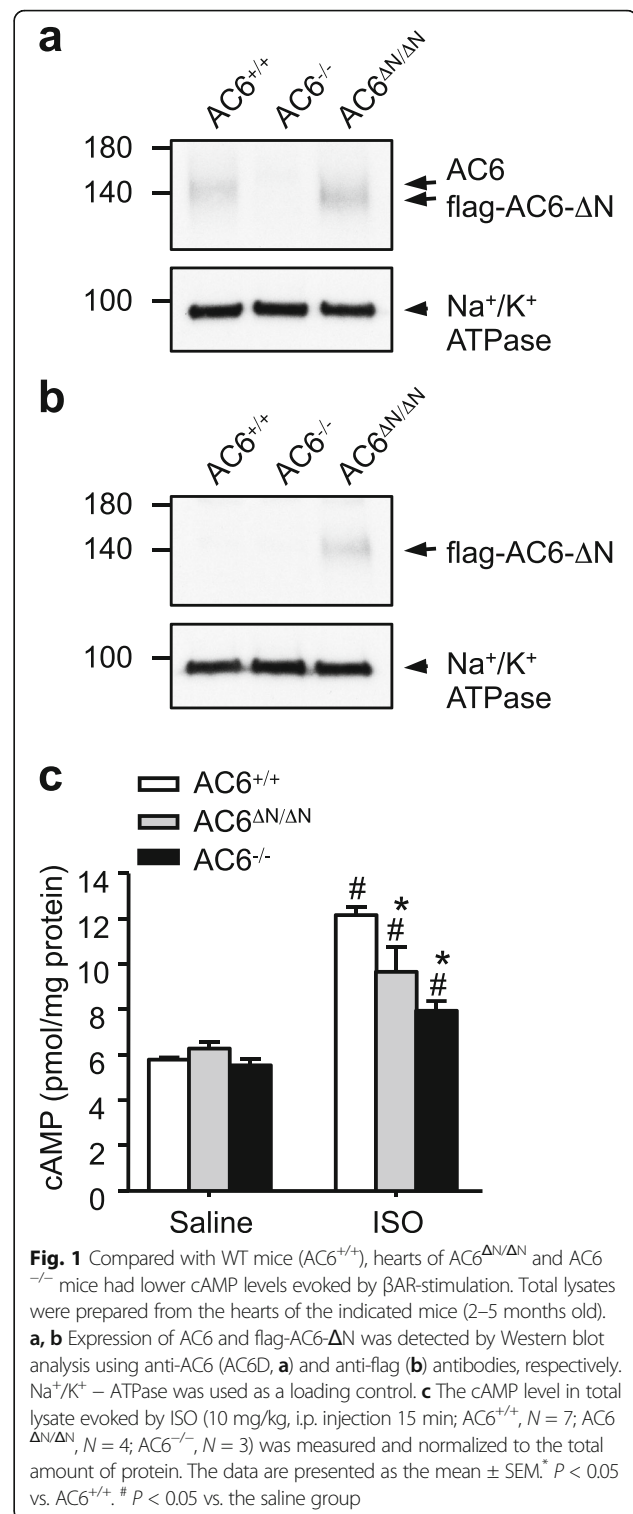 a
AC6+/+ AC6-/- AC6ΔN/ΔN
180
140
AC6
flag-AC6-ΔN
100
Na+/K+
ATPase
b
AC6+/+ AC6-/- AC6ΔN/ΔN
180
140
flag-AC6-ΔN
100
Na+/K+
ATPase
c
AC6+/+
AC6ΔN/ΔN
AC6-/-
cAMP (pmol/mg protein)
14
12
10
8
6
4
2
0
#
*
#
*
#
Saline ISO
Fig. 1 Compared with WT mice (AC6+/+), hearts of AC6ΔN/ΔN and AC6
−/− mice had lower cAMP levels evoked by βAR-stimulation. Total lysates
were prepared from the hearts of the indicated mice (2–5 months old).
a, b Expression of AC6 and flag-AC6-ΔN was detected by Western blot
analysis using anti-AC6 (AC6D, a) and anti-flag (b) antibodies, respectively.
Na+/K+ − ATPase was used as a loading control. c The cAMP level in total
lysate evoked by ISO (10 mg/kg, i.p. injection 15 min; AC6+/+, N = 7; AC6
ΔN/ΔN, N = 4; AC6−/−, N = 3) was measured and normalized to the total
amount of protein. The data are presented as the mean ± SEM.* P < 0.05
vs. AC6+/+. # P < 0.05 vs. the saline group